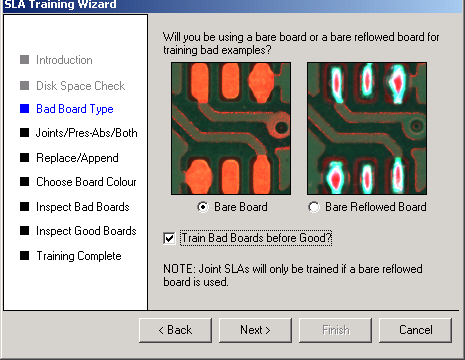 SLA Training Wizard
Will you be using a bare board or a bare reflowed board for
training bad examples?
Introduction
Disk Space Check
Bad Board Type
Joints/Pres-Abs/Both
Replace/Append
Choose Board Colour
Inspect Bad Boards
Inspect Good Boards
Training Complete
Bare Board
Bare Reflowed Board
Train Bad Boards before Good?
NOTE: Joint SLAs will only be trained if a bare reflowed
board is used.
< Back
Next >
Finish
Cancel